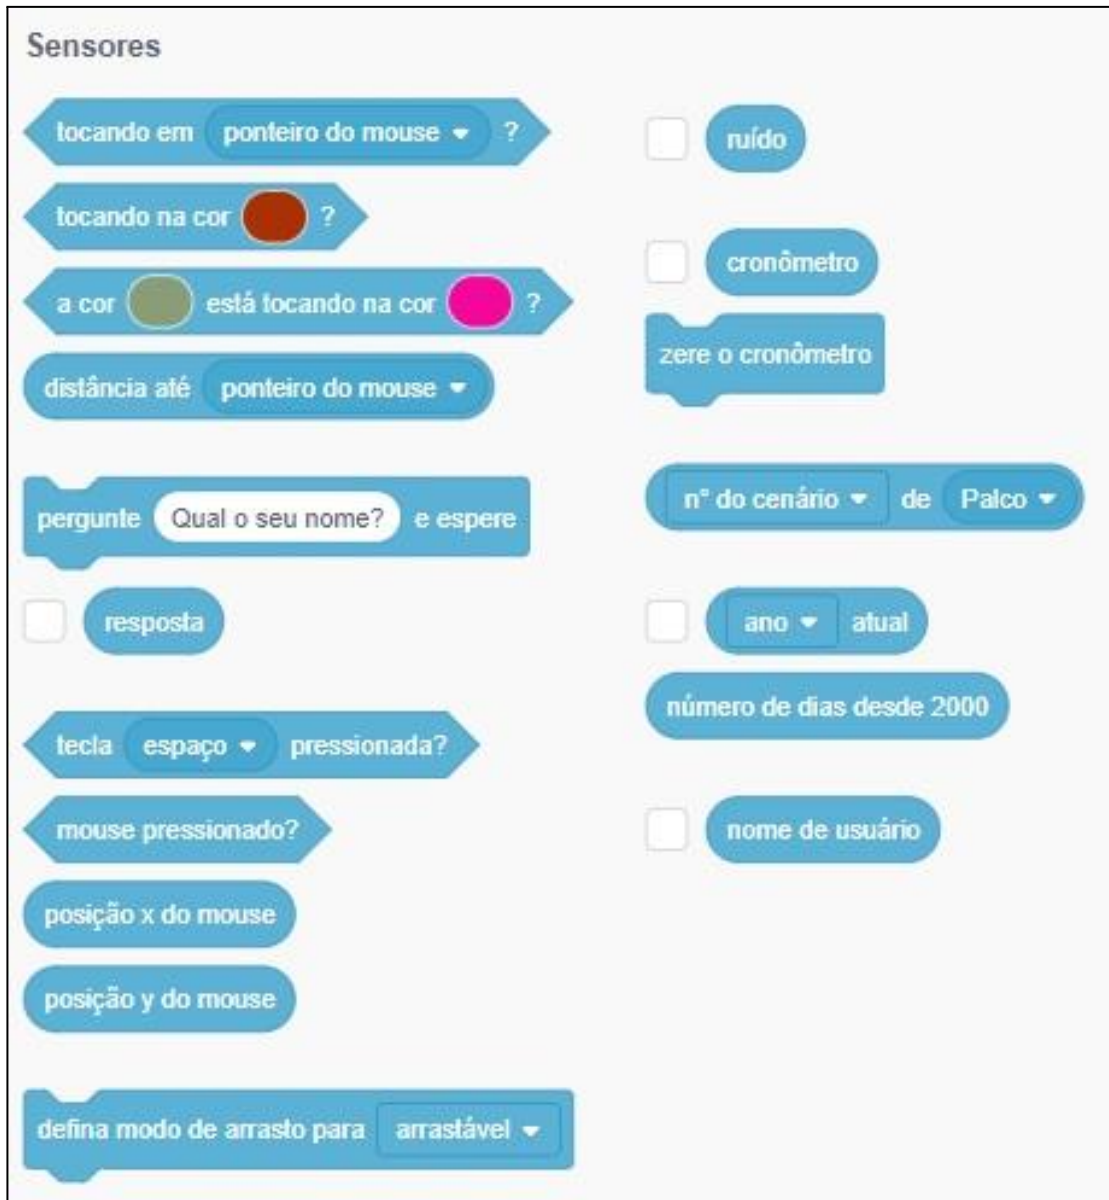 Sensores
tocando em ponteiro do mouse ?
tocando na cor ?
a cor está tocando na cor ?
distância até ponteiro do mouse
pergunte Qual o seu nome? e espere
resposta
tecla espaço pressionada?
mouse pressionado?
posição x do mouse
posição y do mouse
defina modo de arrasto para arrastável
ruído
cronômetro
zere o cronômetro
n° do cenário de Palco
ano atual
número de dias desde 2000
nome de usuário